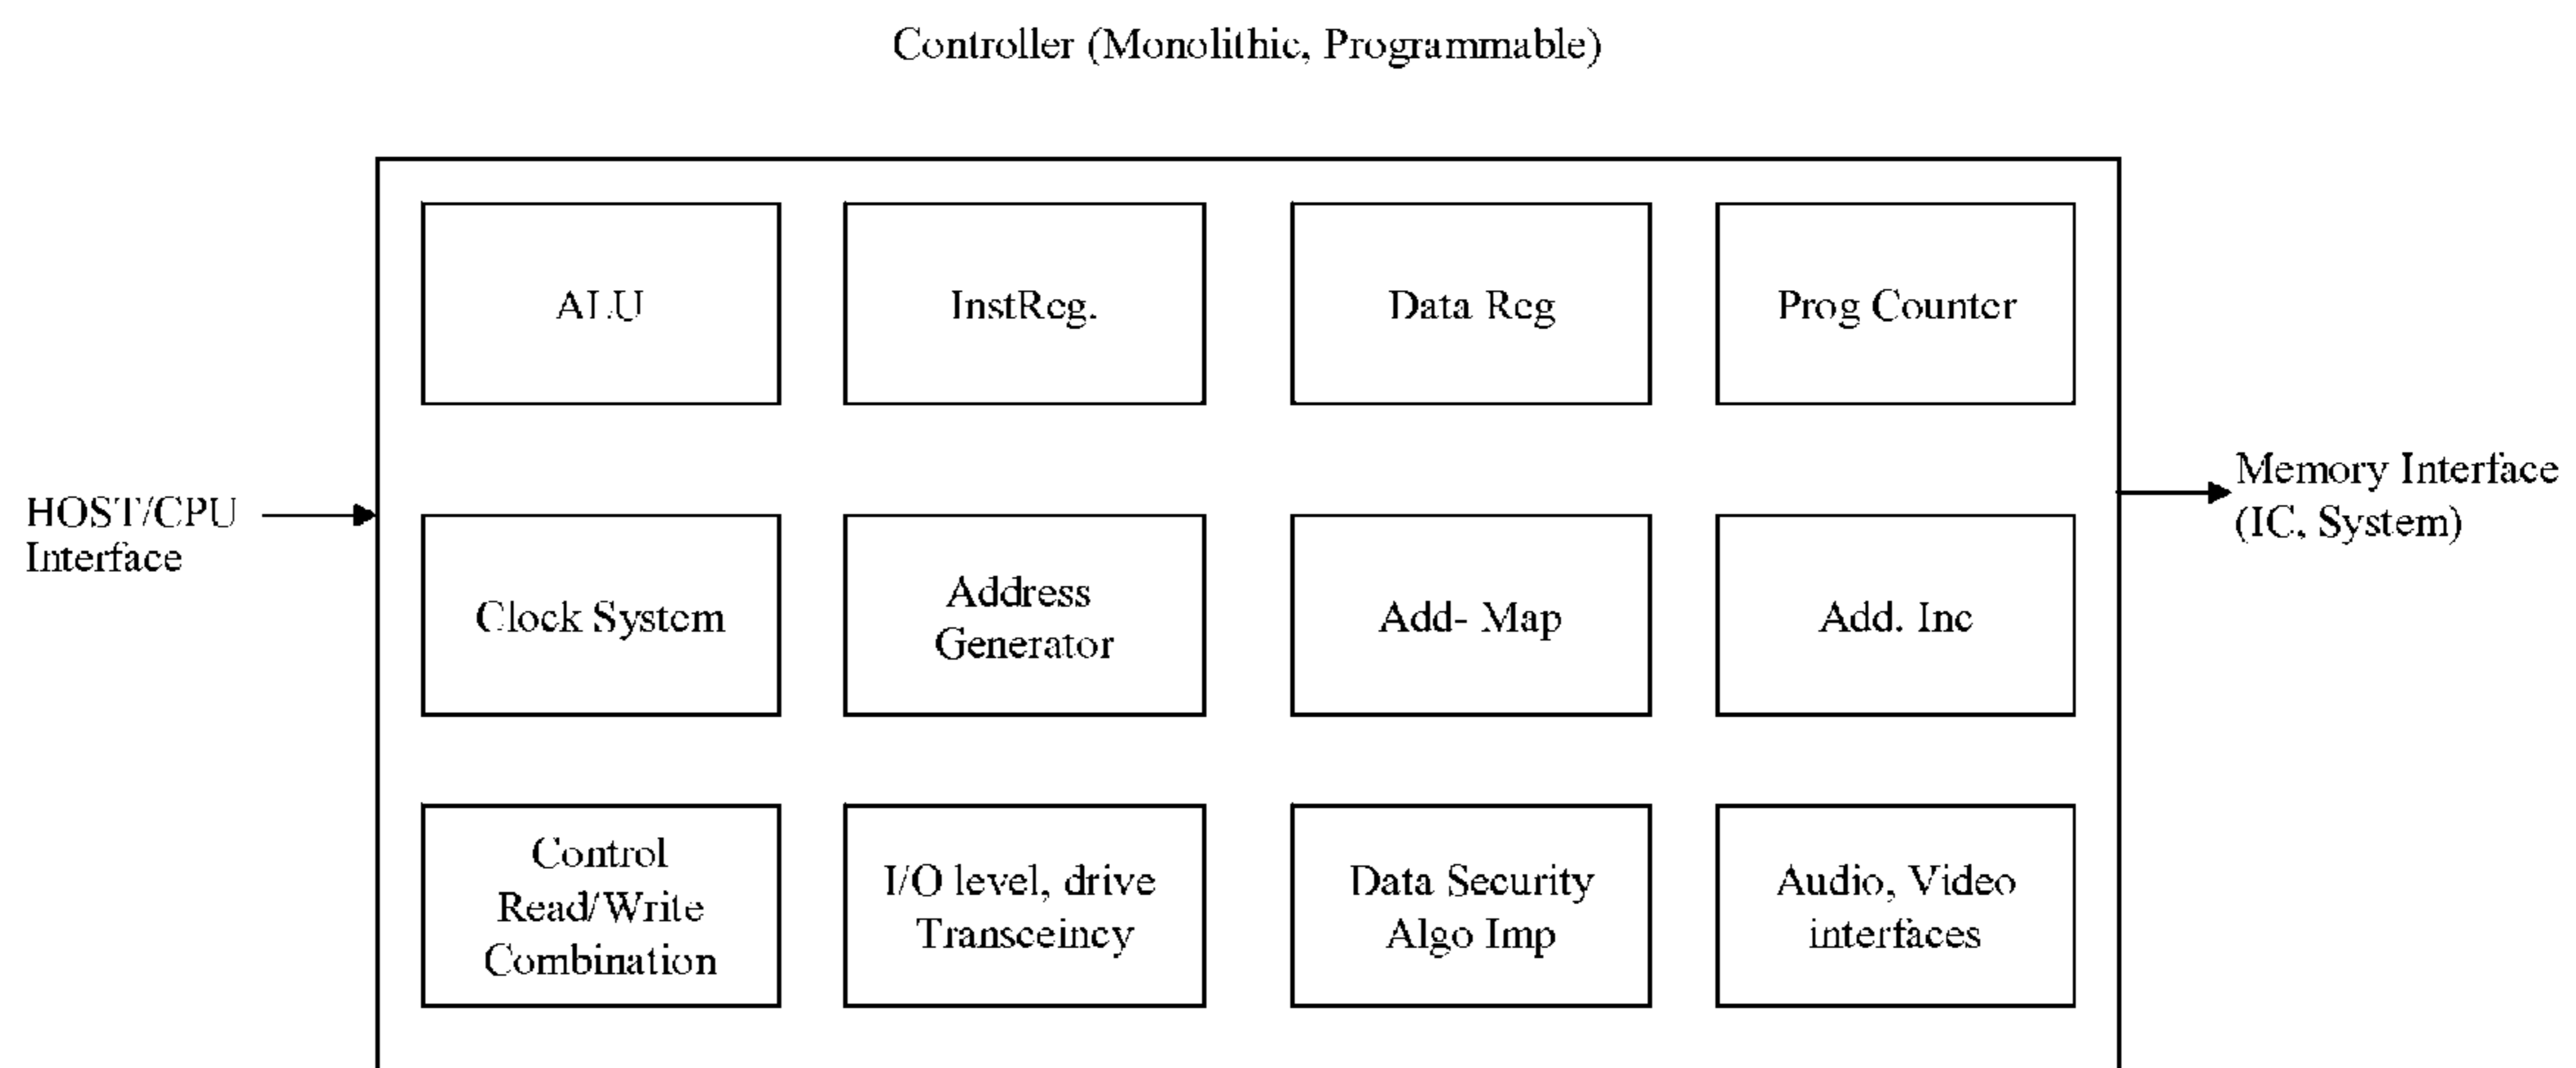 Controller (Monolithic, Programmable)
ALU
InstReg.
Data Reg
Prog Counter
HOST/CPU
Interface
Memory Interface
(IC, System)
Clock System
Address
Generator
Add- Map
Add. Inc
Control
Read/Write
Combination
I/O level, drive
Transceincy
Data Security
Algo Imp
Audio, Video
interfaces